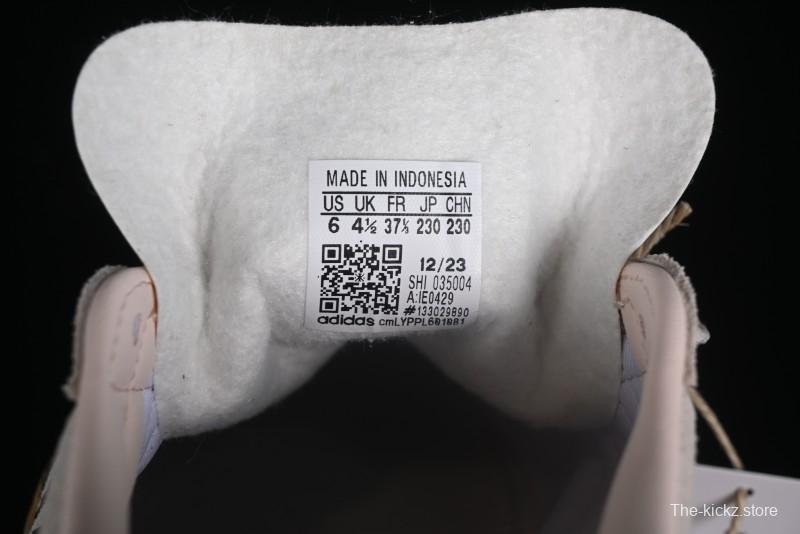 MADE IN INDONESIA
US UK FR JP CHN
6 4½ 37⅓ 230 230
12/23
SHI 035004
A:IE0429
#133029890
adidas cmLYPPL601081
The-kickz.store